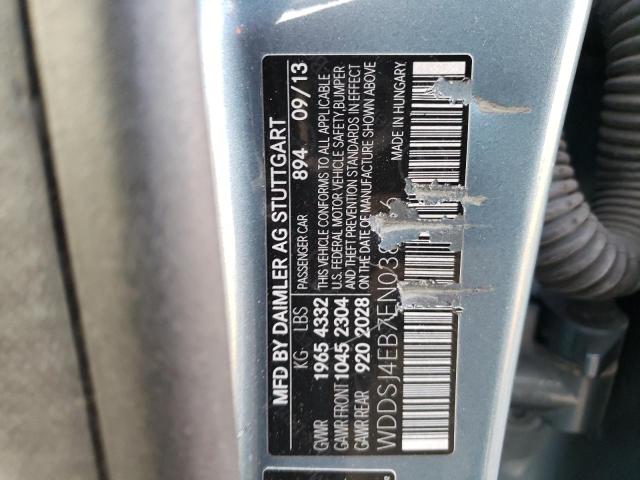 MFD BY DAIMLER AG STUTTGART
KG LBS PASSENGER CAR 894 09/13
GVWR 1965 4332 THIS VEHICLE CONFORMS TO ALL APPLICABLE
U.S. FEDERAL MOTOR VEHICLE SAFETY, BUMPER
GAWR FRONT 1045 2304 AND THEFT PREVENTION STANDARDS IN EFFECT
GAWR REAR 920 2028 ON THE DATE OF MANUFACTURE SHOWN ABOVE
MADE IN HUNGARY